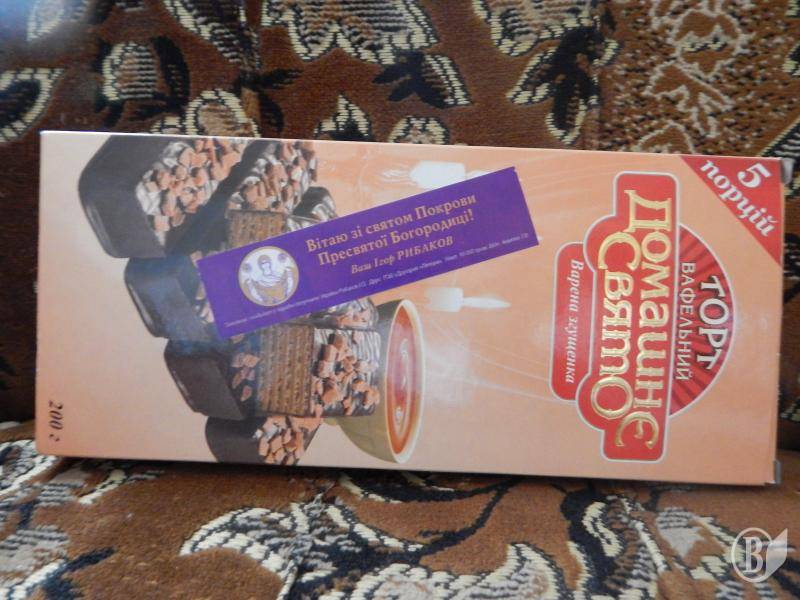 5
порцій
ТОРТ
ВАФЕЛЬНИЙ
Домашнє
Свято
Варена згущенка
200 г
Вітаю зі святом Покрови
Пресвятої Богородиці!
Ваш Ігор РИБАКОВ
В